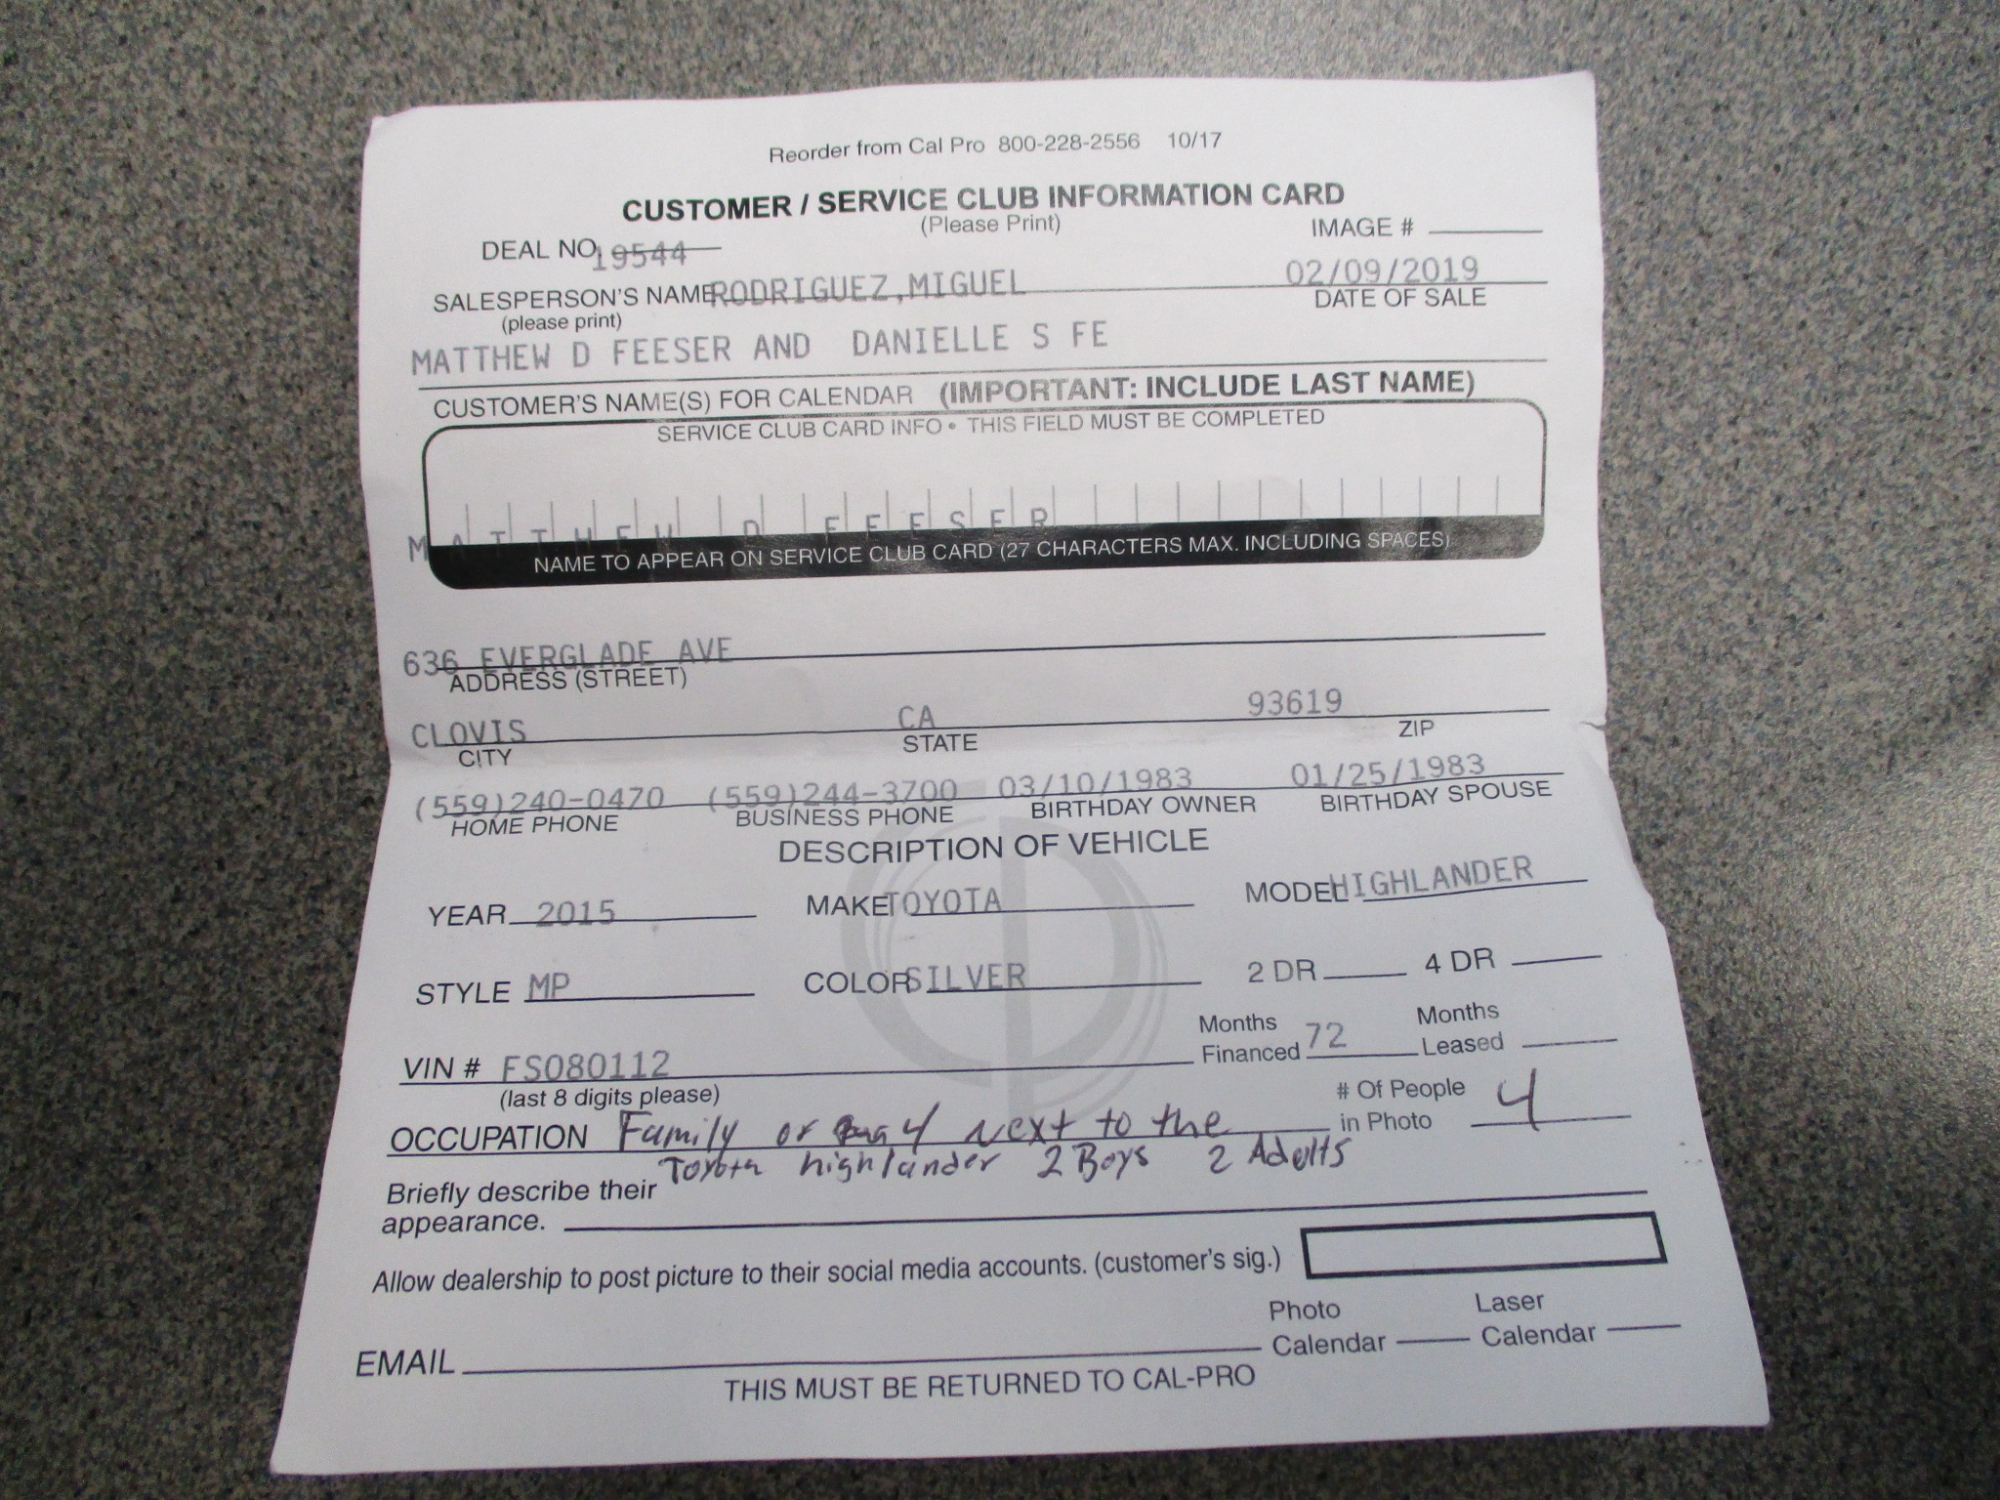 Reorder from Cal Pro 800-228-2556 10/17
CUSTOMER / SERVICE CLUB INFORMATION CARD
(Please Print)
DEAL NO. 19544 IMAGE #
SALESPERSON'S NAME RODRIGUEZ,MIGUEL 02/09/2019
(please print) DATE OF SALE
MATTHEW D FEESER AND DANIELLE S FE
CUSTOMER'S NAME(S) FOR CALENDAR (IMPORTANT: INCLUDE LAST NAME)
SERVICE CLUB CARD INFO • THIS FIELD MUST BE COMPLETED
MATTHEW D FEESER
NAME TO APPEAR ON SERVICE CLUB CARD (27 CHARACTERS MAX. INCLUDING SPACES)
636 EVERGLADE AVE
ADDRESS (STREET)
CLOVIS CA 93619
CITY STATE ZIP
(559)240-0470 (559)244-3700 03/10/1983 01/25/1983
HOME PHONE BUSINESS PHONE BIRTHDAY OWNER BIRTHDAY SPOUSE
DESCRIPTION OF VEHICLE
YEAR 2015 MAKE TOYOTA MODEL HIGHLANDER
STYLE MP COLOR SILVER 2 DR 4 DR
VIN # FS080112 Months Financed 72 Months Leased
(last 8 digits please)
OCCUPATION Family or 4 next to the # Of People in Photo 4
Toyota highlander 2 Boys 2 Adults
Briefly describe their
appearance.
Allow dealership to post picture to their social media accounts. (customer's sig.)
EMAIL Photo Calendar Laser Calendar
THIS MUST BE RETURNED TO CAL-PRO